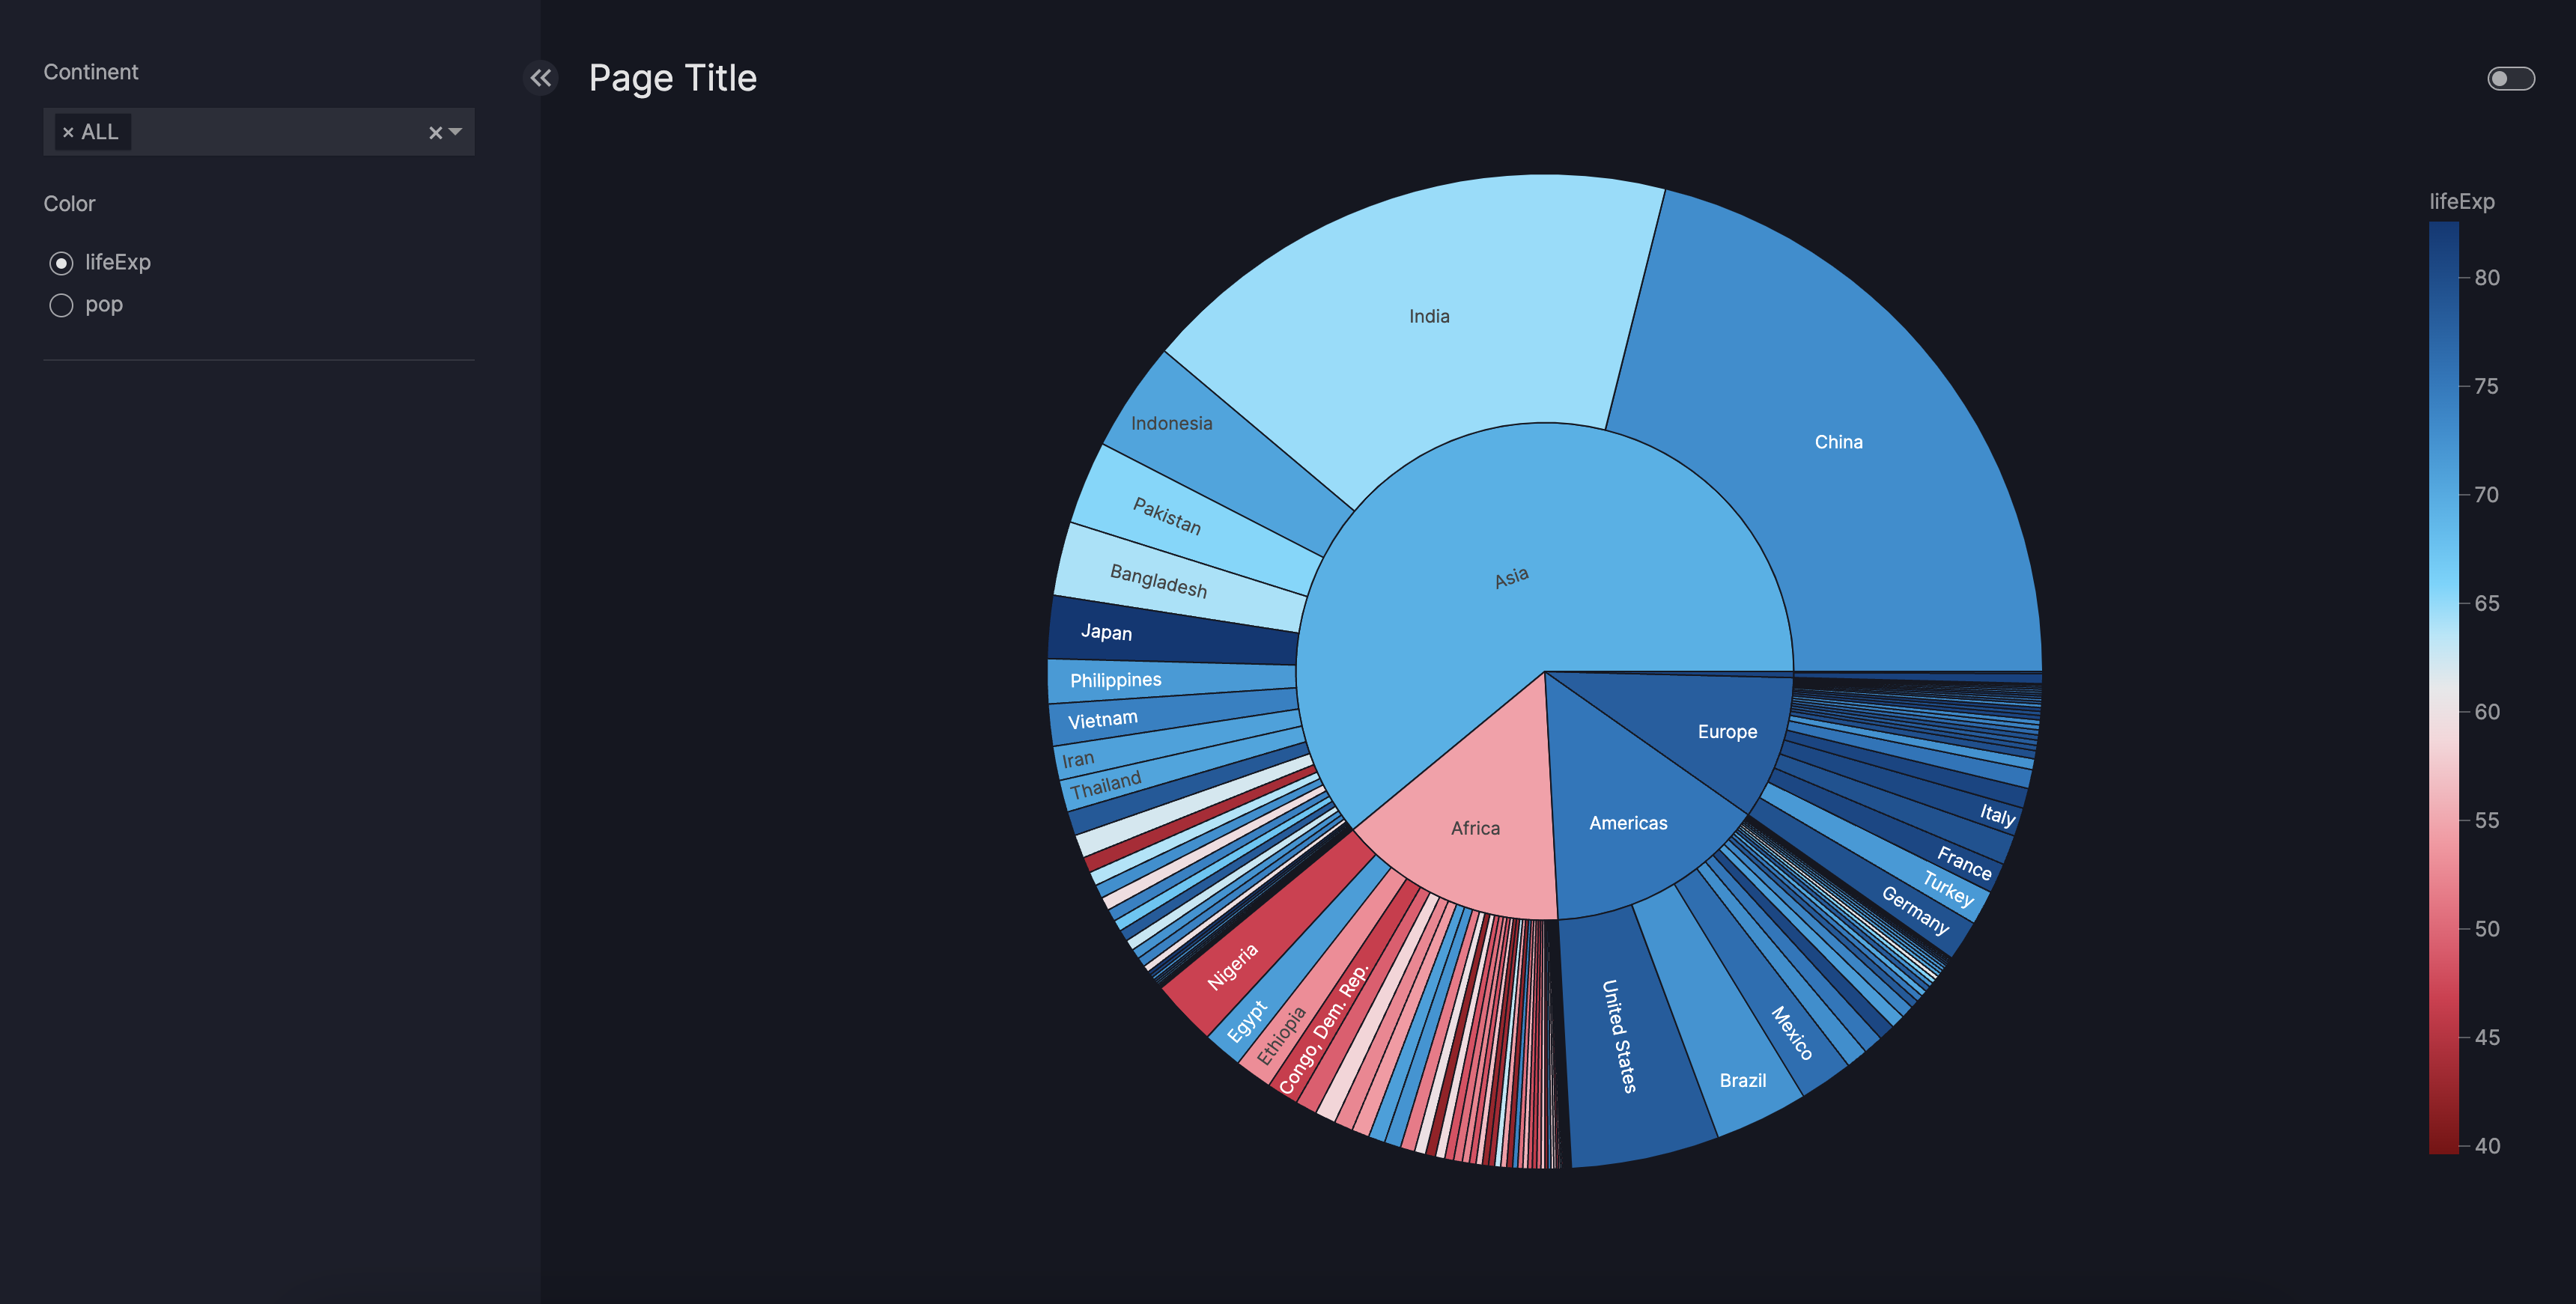 Continent
× ALL
Color
lifeExp
pop
Page Title
India
China
Indonesia
Pakistan
Bangladesh
Japan
Philippines
Vietnam
Iran
Thailand
Asia
Europe
Americas
Africa
Italy
France
Turkey
Germany
Nigeria
Egypt
Ethiopia
Congo, Dem. Rep.
United States
Brazil
Mexico
lifeExp
80
75
70
65
60
55
50
45
40